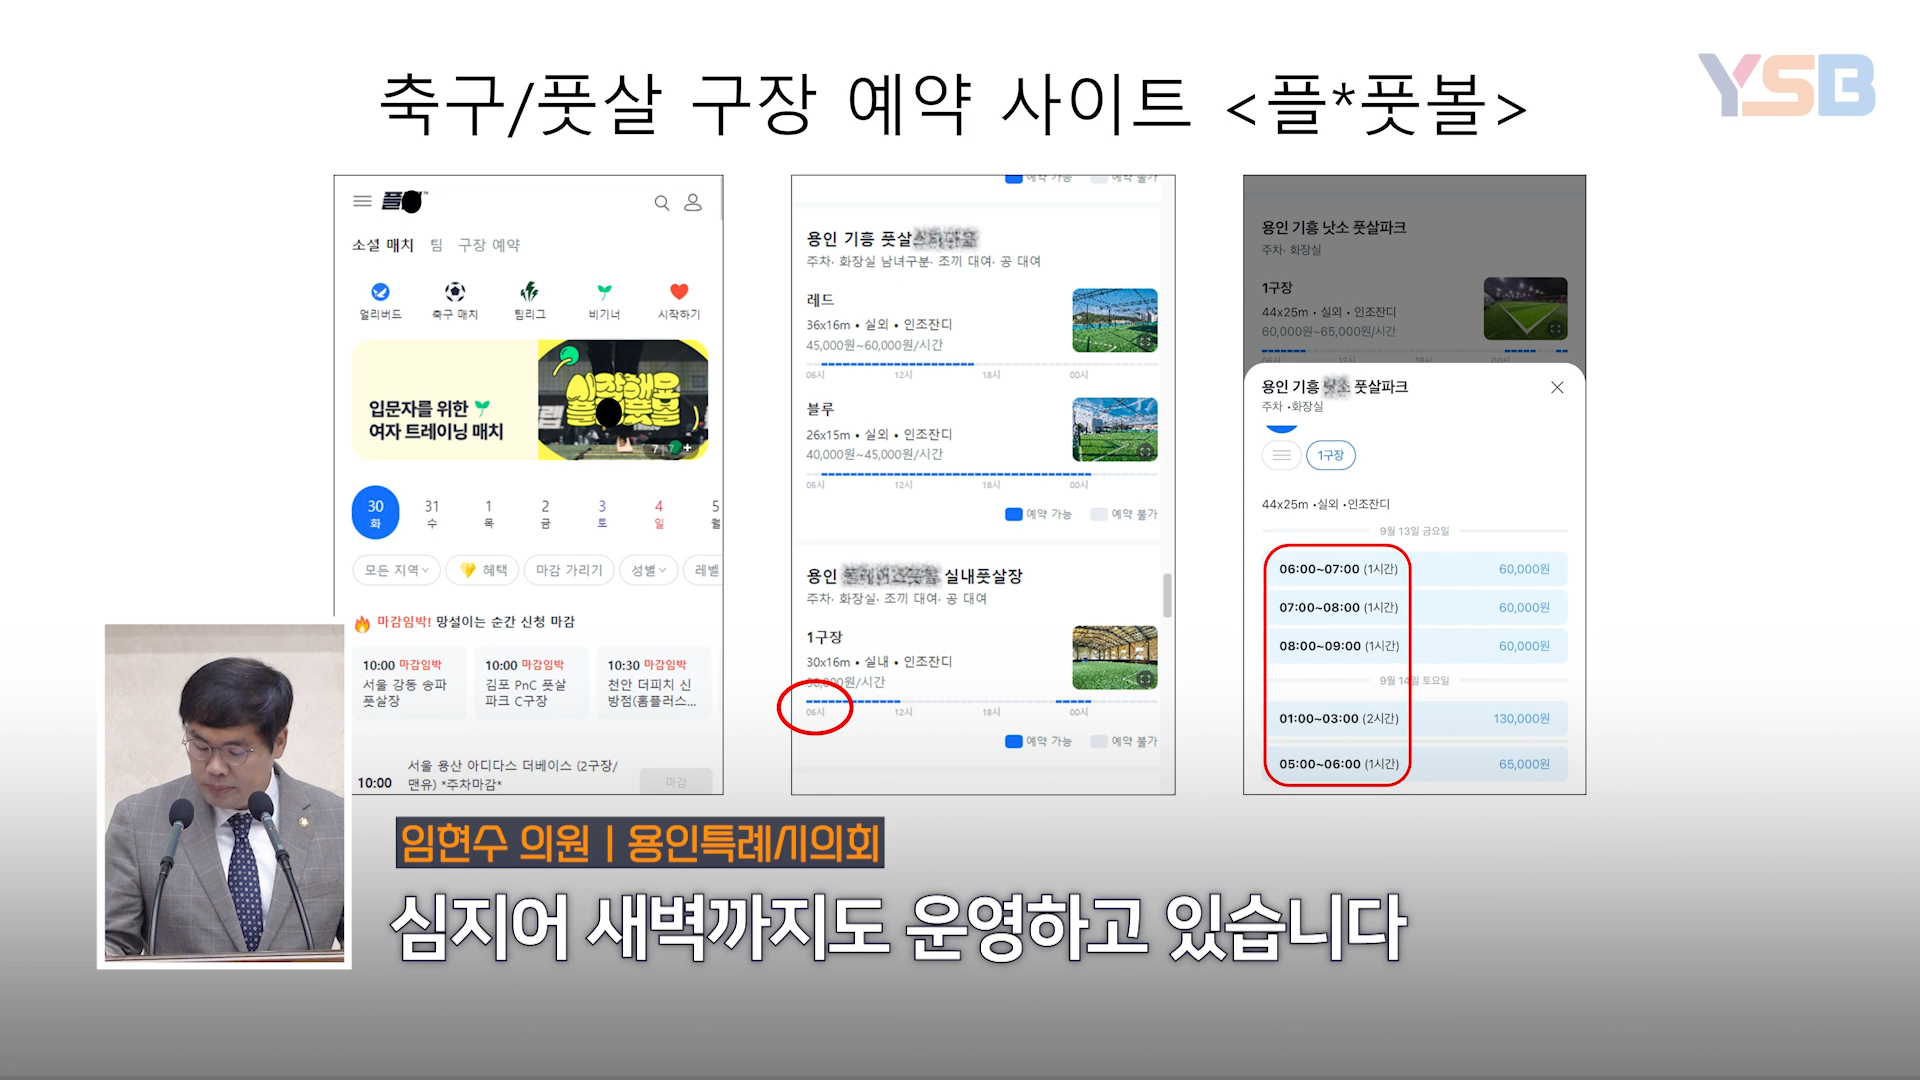 축구/풋살 구장 예약 사이트 <플*풋볼>
YSB
소셜 매치 팀 구장 예약
얼리버드 축구 매치 팀리그 비기너 시작하기
입문자를 위한
여자 트레이닝 매치
30 31 1 2 3 4 5
화 수 목 금 토 일 월
모든 지역 혜택 마감 가리기 성별 레벨
마감임박! 망설이는 순간 신청 마감
10:00 마감임박
서울 강동 송파
풋살장
10:00 마감임박
김포 PnC 풋살
파크 C구장
10:30 마감임박
천안 더피치 신
방점(홈플러스...
10:00
서울 용산 아디다스 더베이스 (2구장/
맨유) *주차마감*
마감
예약 가능 예약 불가
용인 기흥 풋살
주차· 화장실 남녀구분· 조끼 대여· 공 대여
레드
36x16m • 실외 • 인조잔디
45,000원~60,000원/시간
06시 12시 18시 00시
블루
26x15m • 실외 • 인조잔디
40,000원~45,000원/시간
06시 12시 18시 00시
예약 가능 예약 불가
용인 실내풋살장
주차· 화장실· 조끼 대여· 공 대여
1구장
30x16m • 실내 • 인조잔디
06시 12시 18시 00시
예약 가능 예약 불가
용인 기흥 낫소 풋살파크
주차· 화장실
1구장
44x25m • 실외 • 인조잔디
60,000원~65,000원/시간
06시 12시 18시 00시
용인 기흥 낫소 풋살파크
주차 •화장실
1구장
44x25m •실외 •인조잔디
9월 13일 금요일
06:00~07:00 (1시간) 60,000원
07:00~08:00 (1시간) 60,000원
08:00~09:00 (1시간) 60,000원
9월 14일 토요일
01:00~03:00 (2시간) 130,000원
05:00~06:00 (1시간) 65,000원
임현수 의원 | 용인특례시의회
심지어 새벽까지도 운영하고 있습니다